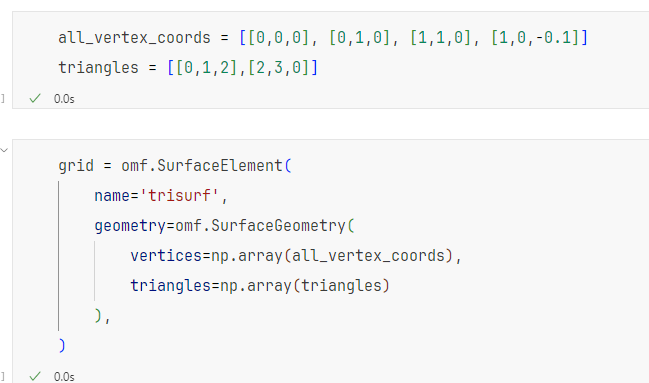 all_vertex_coords = [[0,0,0], [0,1,0], [1,1,0], [1,0,-0.1]]
triangles = [[0,1,2],[2,3,0]]
] ✓ 0.0s
grid = omf.SurfaceElement(
name='trisurf',
geometry=omf.SurfaceGeometry(
vertices=np.array(all_vertex_coords),
triangles=np.array(triangles)
),
)
] ✓ 0.0s